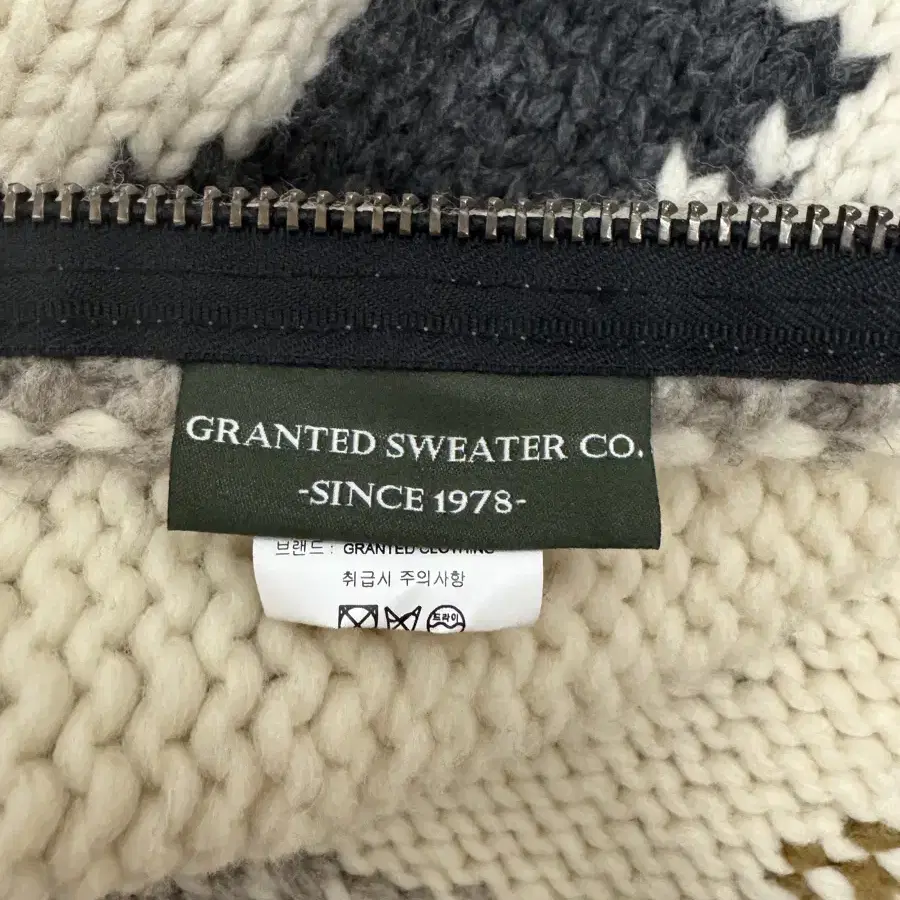 GRANTED SWEATER CO.
-SINCE 1978-
브랜드 : GRANTED CLOTHING
취급시 주의사항
드라이